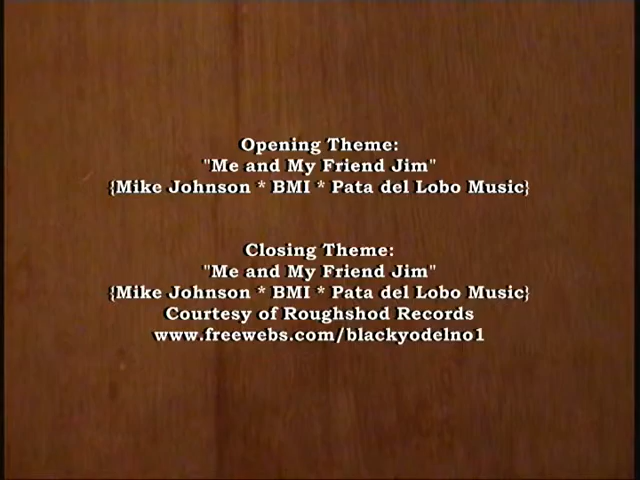 Opening Theme:
"Me and My Friend Jim"
{Mike Johnson * BMI * Pata del Lobo Music}
Closing Theme:
"Me and My Friend Jim"
{Mike Johnson * BMI * Pata del Lobo Music}
Courtesy of Roughshod Records
www.freewebs.com/blackyodelno1